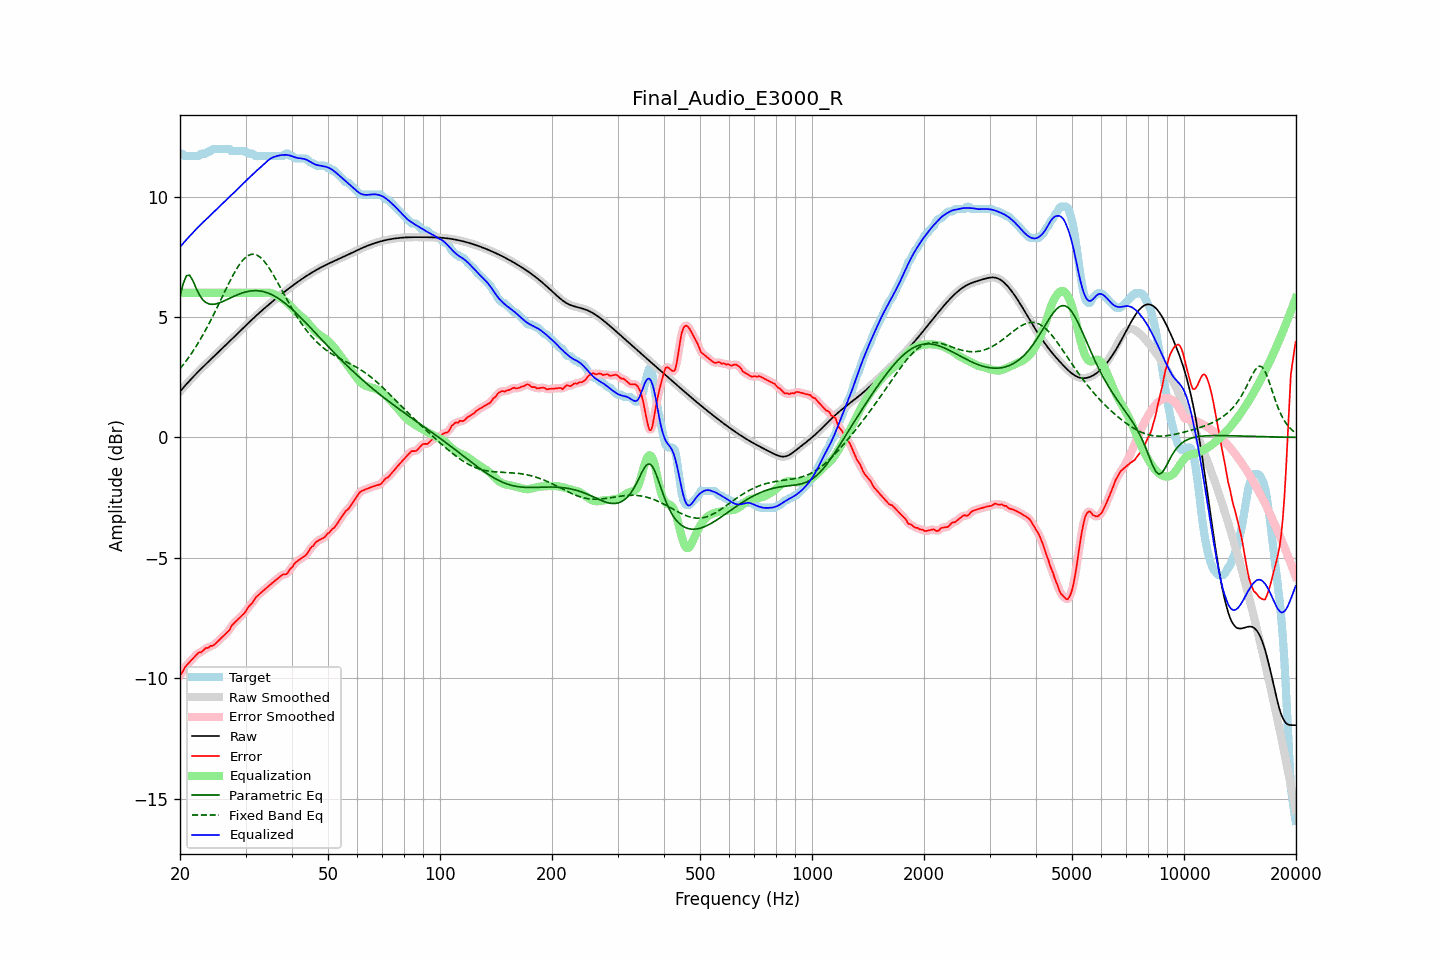 Final_Audio_E3000_R
Amplitude (dBr)
10
5
0
−5
−10
−15
Target
Raw Smoothed
Error Smoothed
Raw
Error
Equalization
Parametric Eq
Fixed Band Eq
Equalized
20 50 100 200 500 1000 2000 5000 10000 20000
Frequency (Hz)